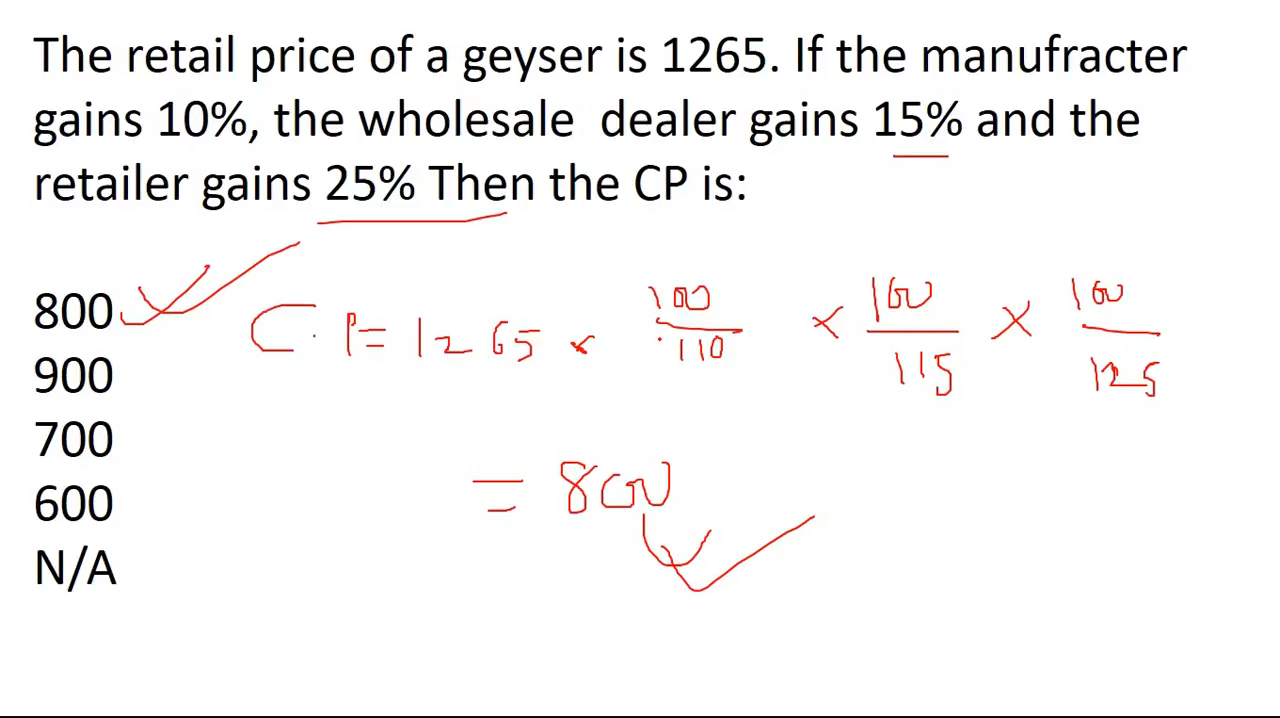 The retail price of a geyser is 1265. If the manufracter
gains 10%, the wholesale dealer gains 15% and the
retailer gains 25% Then the CP is:
800
C.P= 1265 × 100/110 × 100/115 × 100/125
900
700
= 800
600
N/A